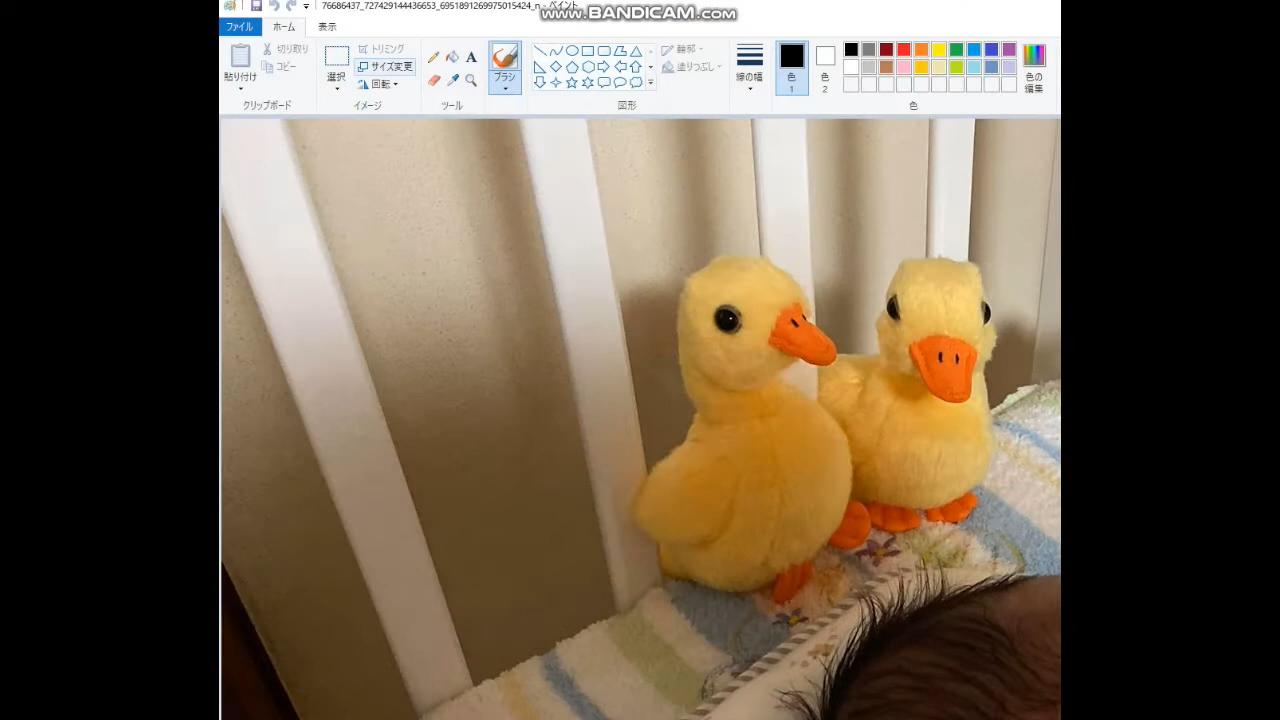 76686437_727429144436653_6951891269975015424_n - ペイント
www.BANDICAM.com
ファイル ホーム 表示
貼り付け 切り取り コピー クリップボード
選択 トリミング サイズ変更 回転 イメージ
A ツール
ブラシ
輪郭 塗りつぶし 図形
線の幅
色 1 色 2 色の編集 色